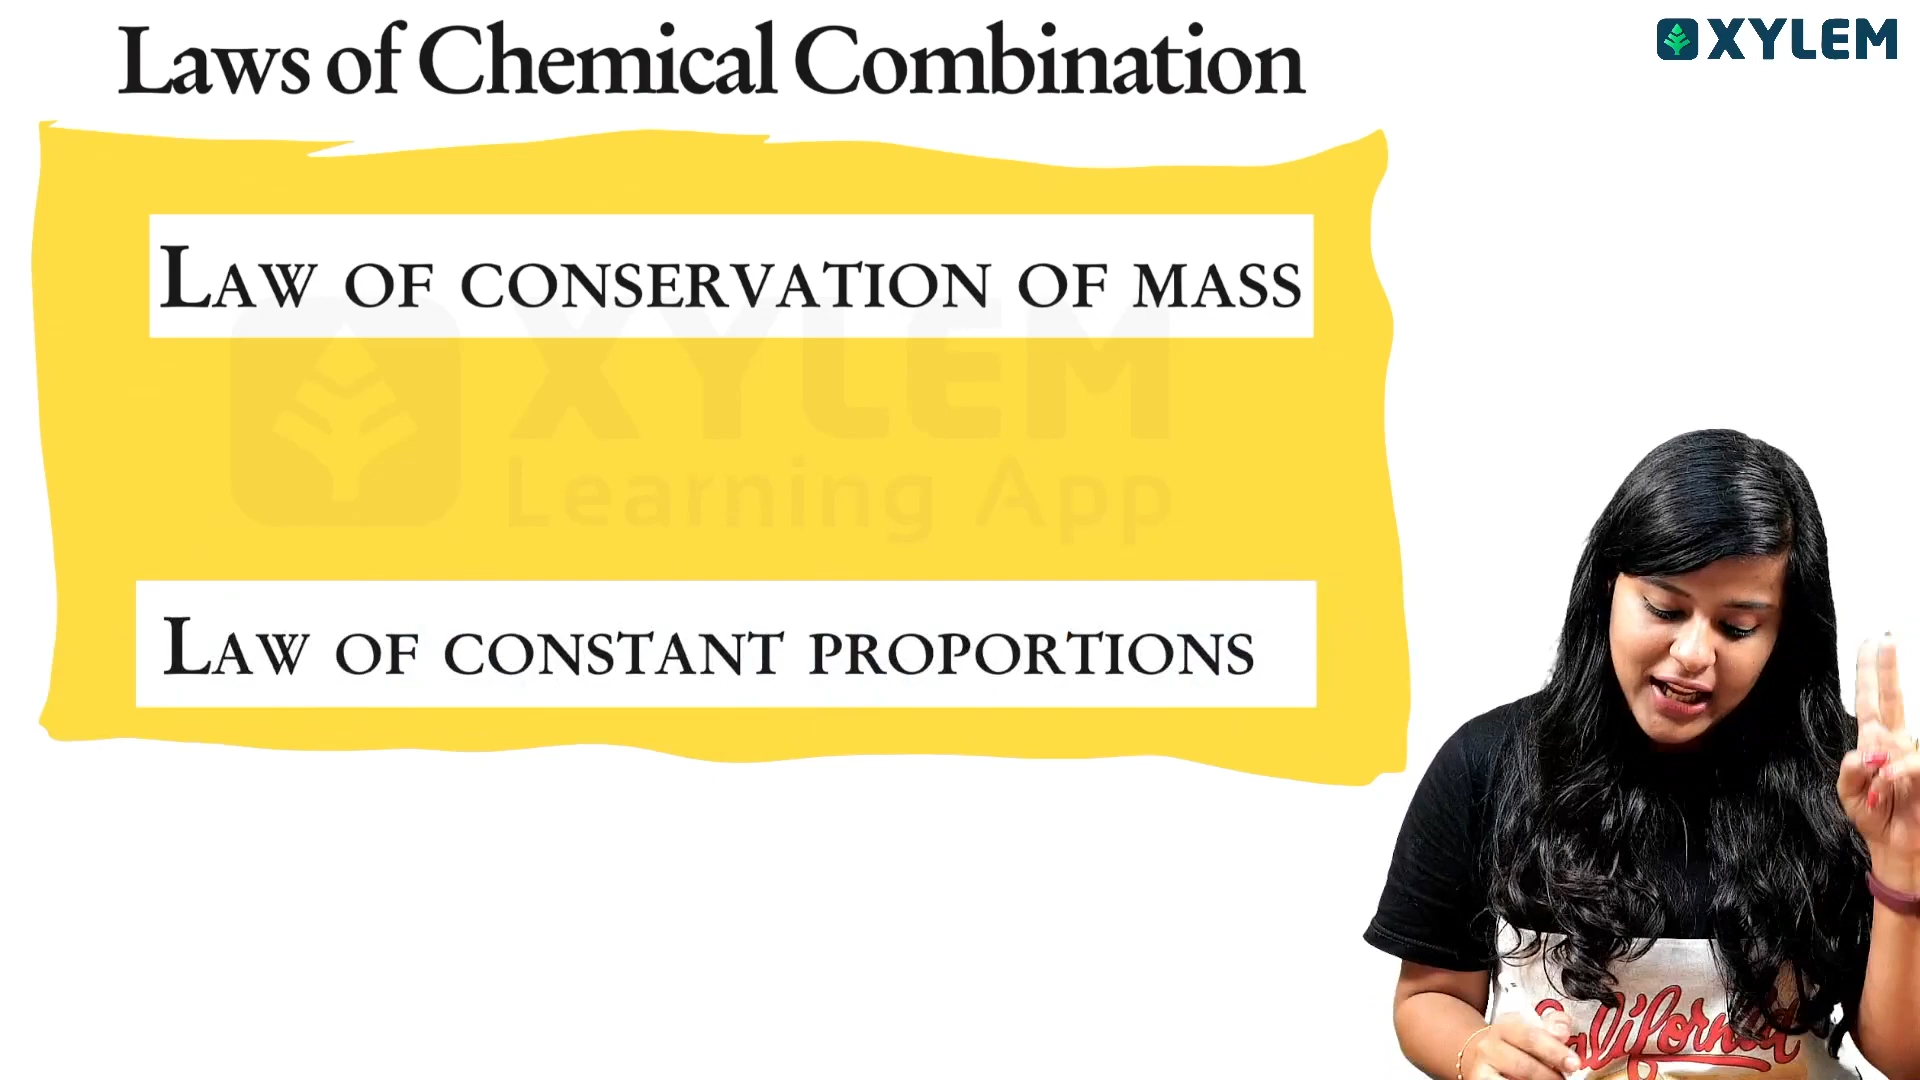 Laws of Chemical Combination
XYLEM
LAW OF CONSERVATION OF MASS
XYLEM
Learning App
LAW OF CONSTANT PROPORTIONS
California